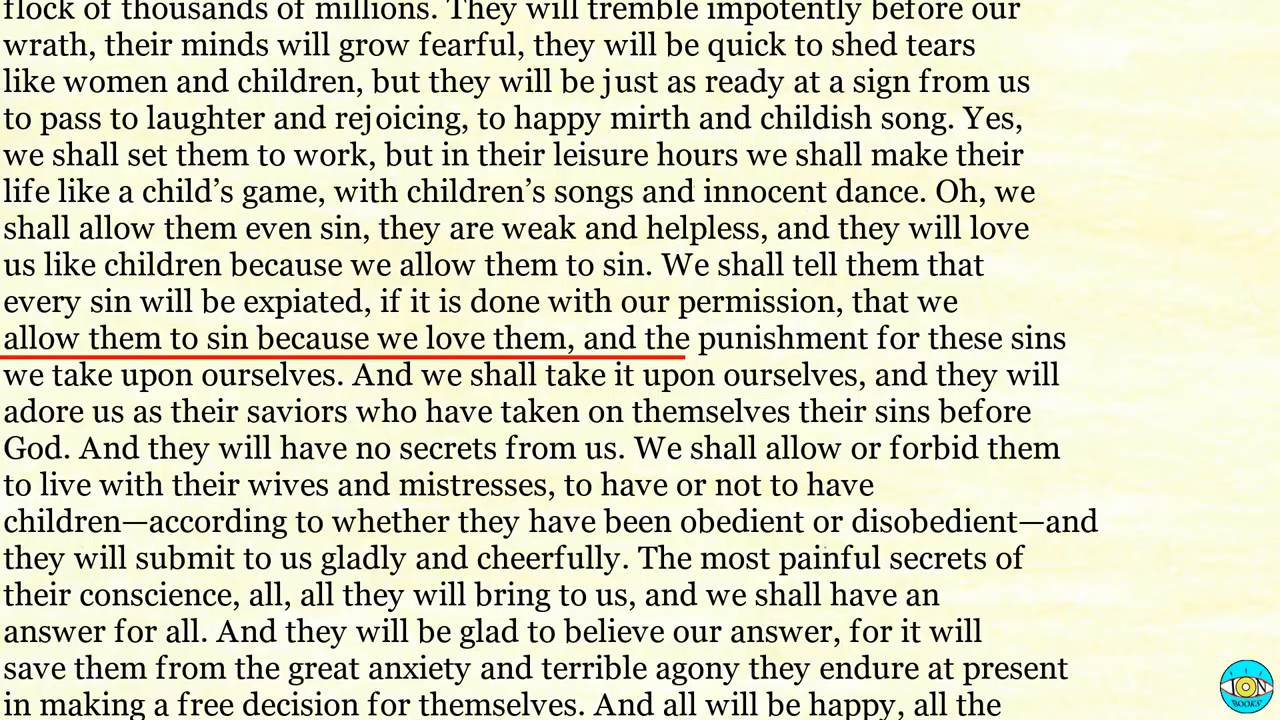 flock of thousands of millions. They will tremble impotently before our
wrath, their minds will grow fearful, they will be quick to shed tears
like women and children, but they will be just as ready at a sign from us
to pass to laughter and rejoicing, to happy mirth and childish song. Yes,
we shall set them to work, but in their leisure hours we shall make their
life like a child’s game, with children’s songs and innocent dance. Oh, we
shall allow them even sin, they are weak and helpless, and they will love
us like children because we allow them to sin. We shall tell them that
every sin will be expiated, if it is done with our permission, that we
allow them to sin because we love them, and the punishment for these sins
we take upon ourselves. And we shall take it upon ourselves, and they will
adore us as their saviors who have taken on themselves their sins before
God. And they will have no secrets from us. We shall allow or forbid them
to live with their wives and mistresses, to have or not to have
children—according to whether they have been obedient or disobedient—and
they will submit to us gladly and cheerfully. The most painful secrets of
their conscience, all, all they will bring to us, and we shall have an
answer for all. And they will be glad to believe our answer, for it will
save them from the great anxiety and terrible agony they endure at present
in making a free decision for themselves. And all will be happy, all the
ION
BOOKS